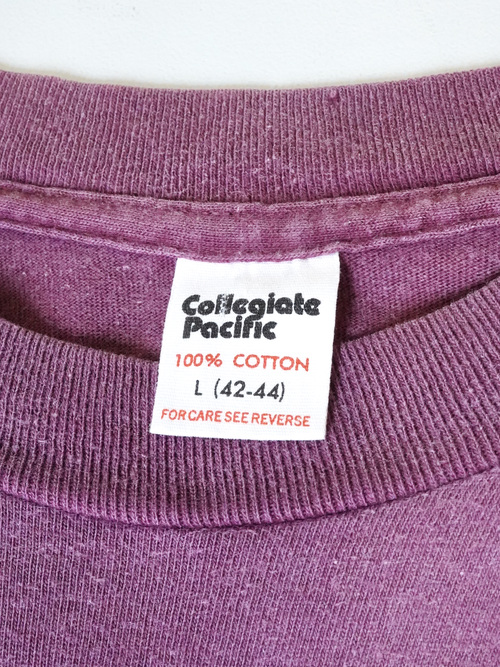 Collegiate
Pacific
100% COTTON
L (42-44)
FOR CARE SEE REVERSE